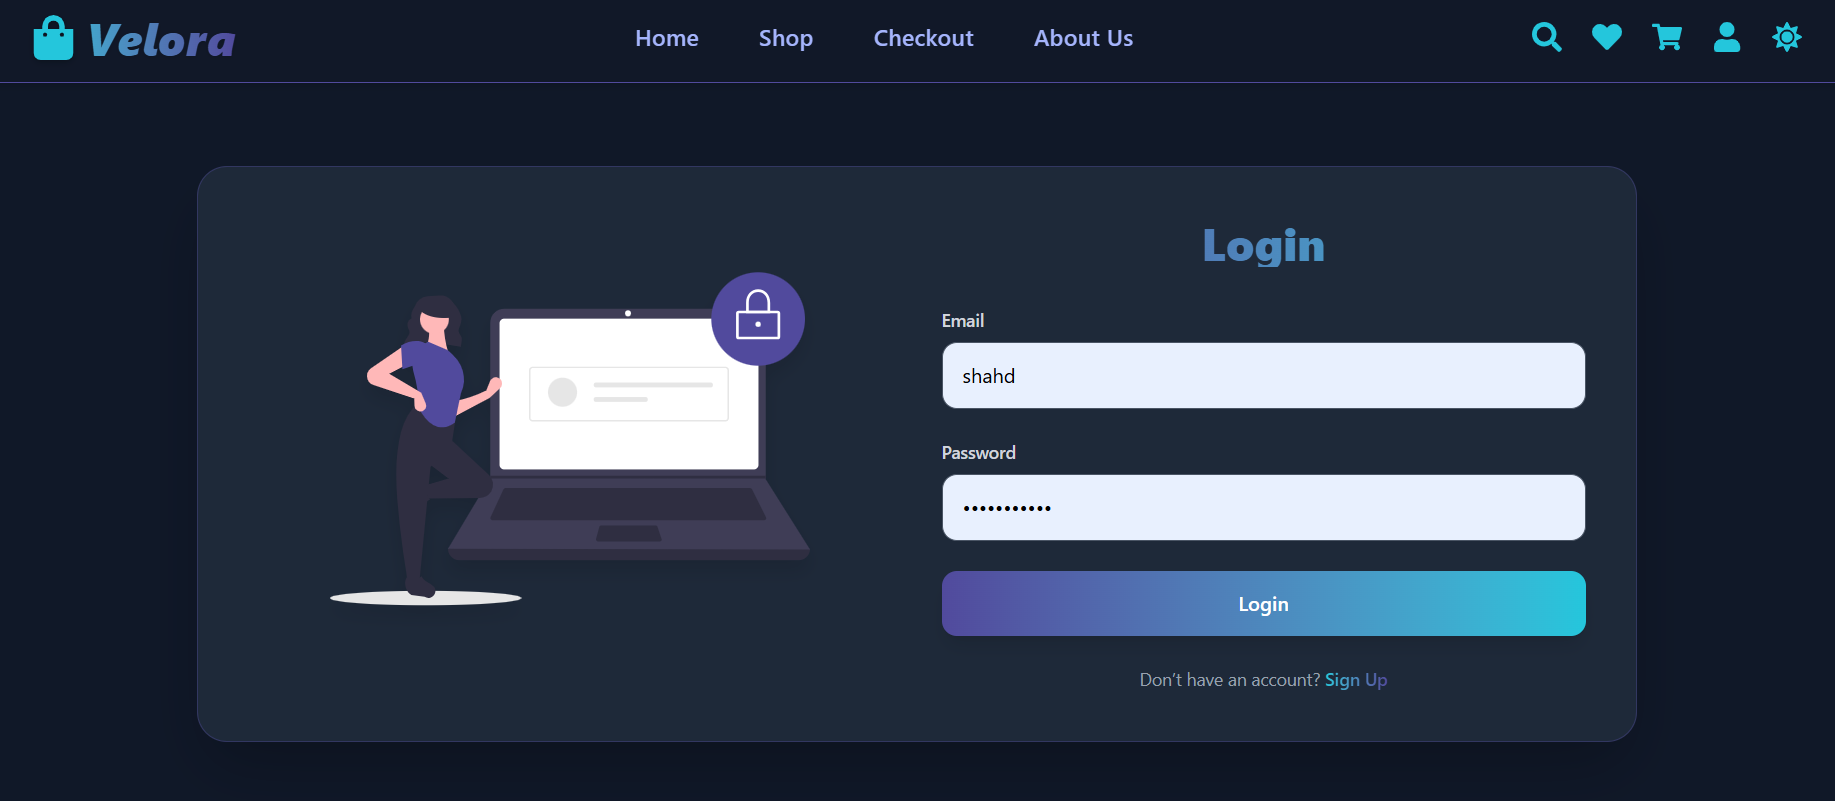 Velora
Home Shop Checkout About Us
Login
Email
shahd
Password
•••••••••••
Login
Don’t have an account? Sign Up